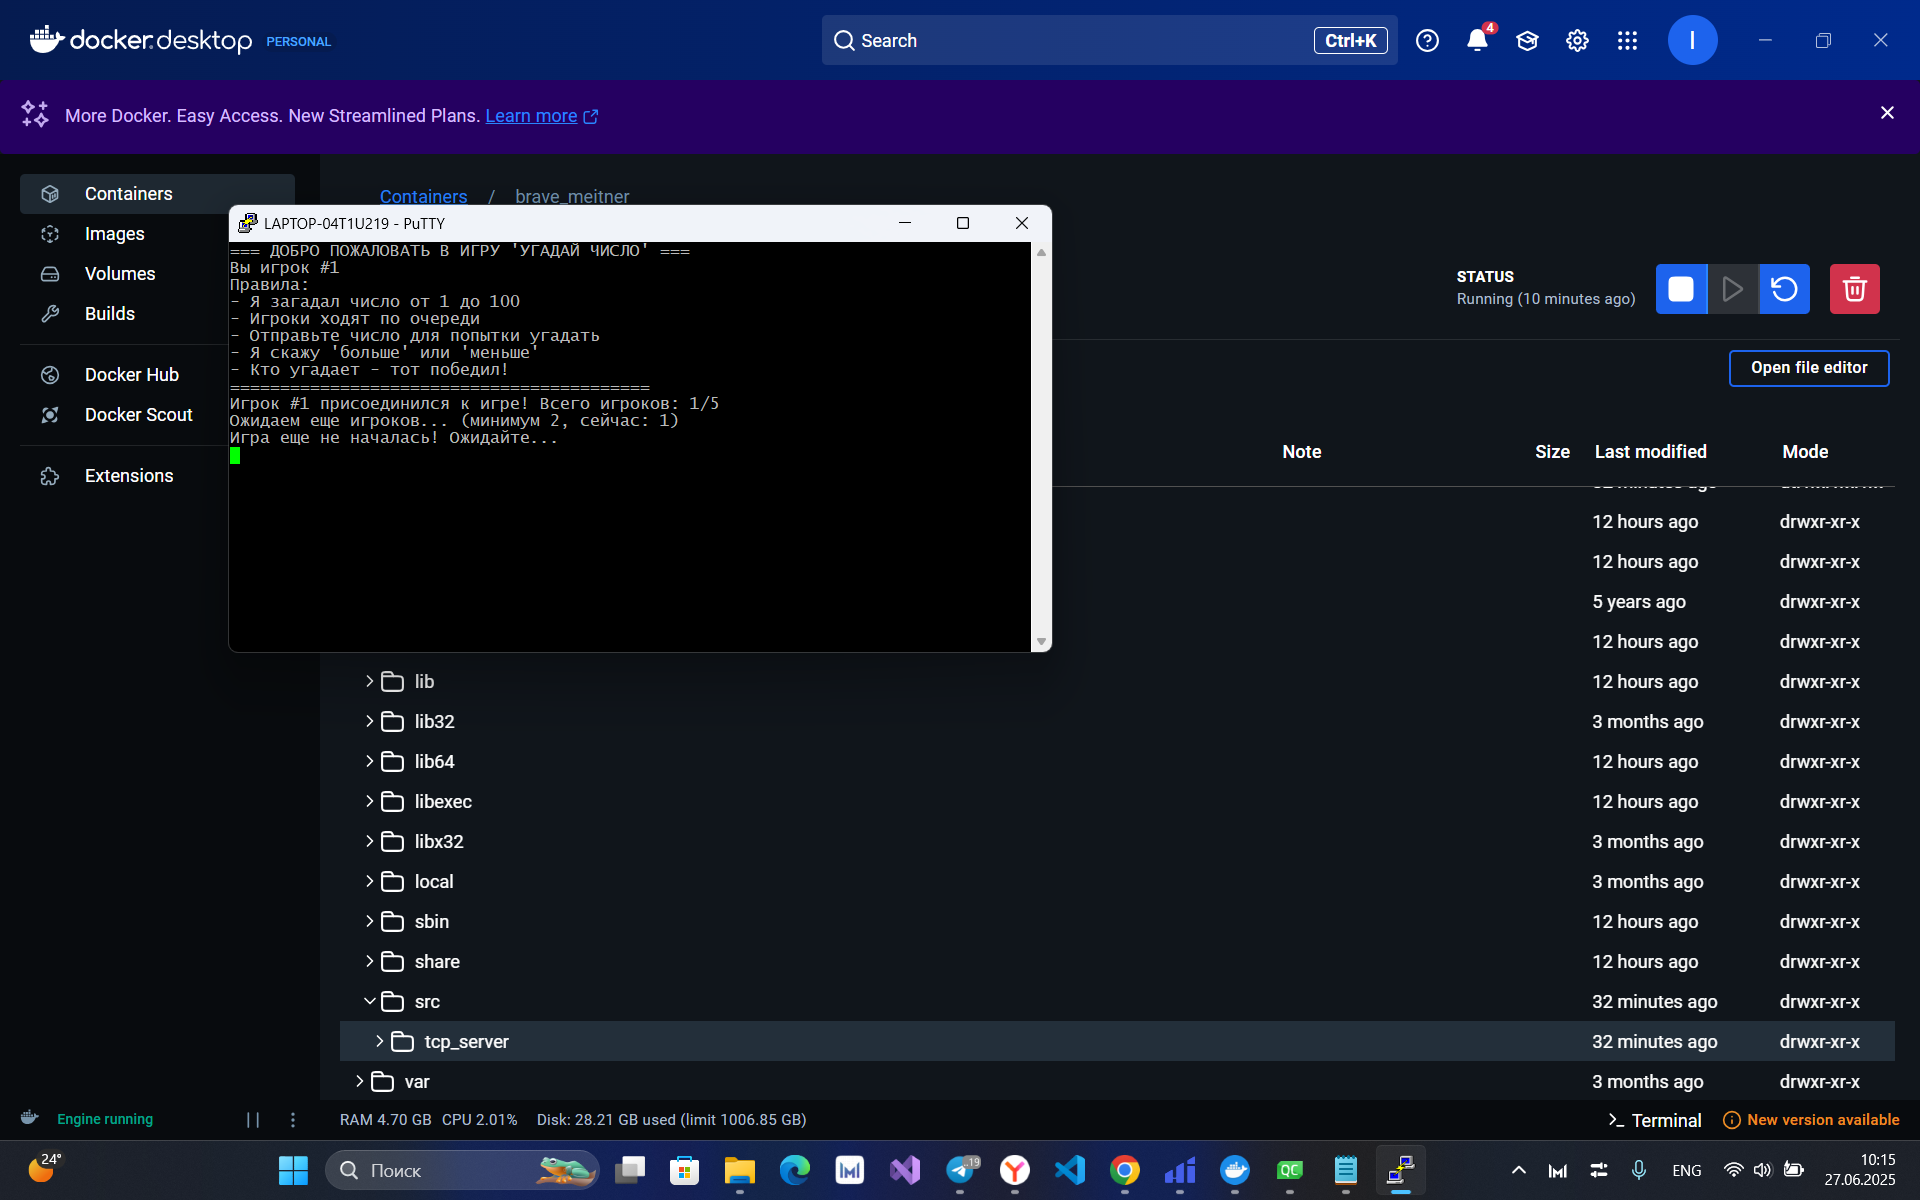 docker.desktop PERSONAL
Search
Ctrl+K
4
I
More Docker. Easy Access. New Streamlined Plans. Learn more
Containers
Images
Volumes
Builds
Docker Hub
Docker Scout
Extensions
Containers / brave_meitner
STATUS
Running (10 minutes ago)
Open file editor
LAPTOP-04T1U219 - PuTTY
=== ДОБРО ПОЖАЛОВАТЬ В ИГРУ 'УГАДАЙ ЧИСЛО' ===
Вы игрок #1
Правила:
- Я загадал число от 1 до 100
- Игроки ходят по очереди
- Отправьте число для попытки угадать
- Я скажу 'больше' или 'меньше'
- Кто угадает - тот победил!
==========================================
Игрок #1 присоединился к игре! Всего игроков: 1/5
Ожидаем еще игроков... (минимум 2, сейчас: 1)
Игра еще не началась! Ожидайте...
Note Size Last modified Mode
12 hours ago drwxr-xr-x
12 hours ago drwxr-xr-x
5 years ago drwxr-xr-x
12 hours ago drwxr-xr-x
lib 12 hours ago drwxr-xr-x
lib32 3 months ago drwxr-xr-x
lib64 12 hours ago drwxr-xr-x
libexec 12 hours ago drwxr-xr-x
libx32 3 months ago drwxr-xr-x
local 3 months ago drwxr-xr-x
sbin 12 hours ago drwxr-xr-x
share 12 hours ago drwxr-xr-x
src 32 minutes ago drwxr-xr-x
tcp_server 32 minutes ago drwxr-xr-x
var 3 months ago drwxr-xr-x
Engine running
RAM 4.70 GB CPU 2.01% Disk: 28.21 GB used (limit 1006.85 GB)
Terminal
New version available
24°
Поиск
19
QC
ENG
10:15
27.06.2025